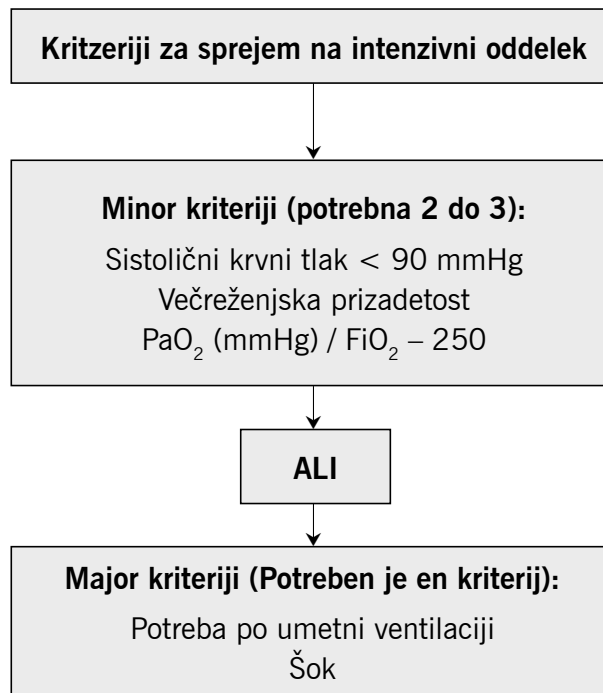 Kritzeriji za sprejem na intenzivni oddelek
Minor kriteriji (potrebna 2 do 3):
Sistolični krvni tlak < 90 mmHg
Večreženjska prizadetost
PaO₂ (mmHg) / FiO₂ – 250
ALI
Major kriteriji (Potreben je en kriterij):
Potreba po umetni ventilaciji
Šok